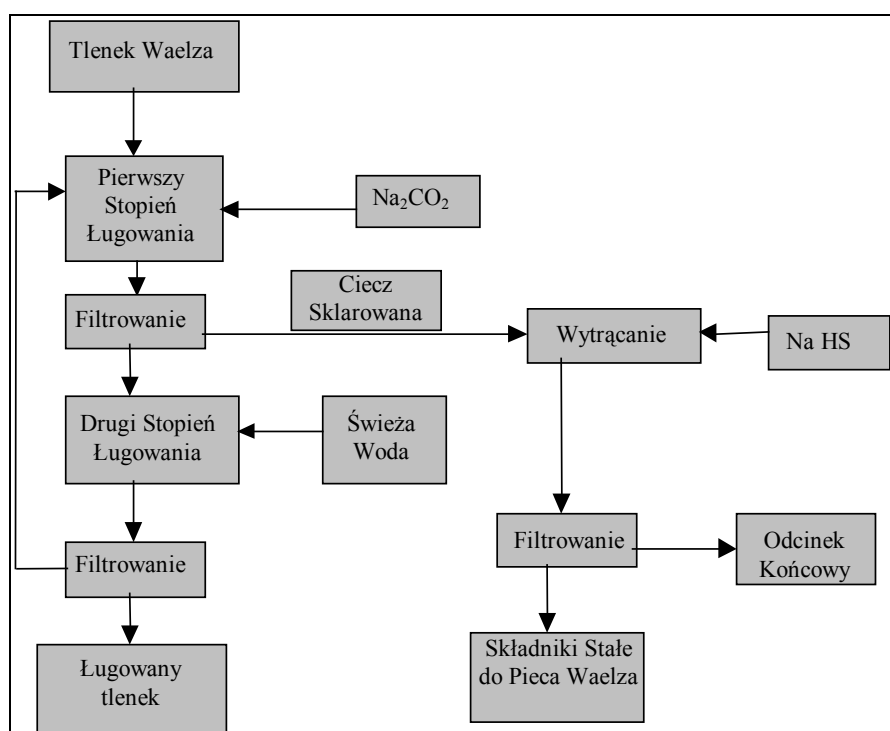 Tlenek Waelza
Pierwszy
Stopień
Ługowania
Na₂CO₂
Filtrowanie
Ciecz
Sklarowana
Wytrącanie
Na HS
Drugi Stopień
Ługowania
Świeża
Woda
Filtrowanie
Ługowany
tlenek
Filtrowanie
Odcinek
Końcowy
Składniki Stałe
do Pieca Waelza